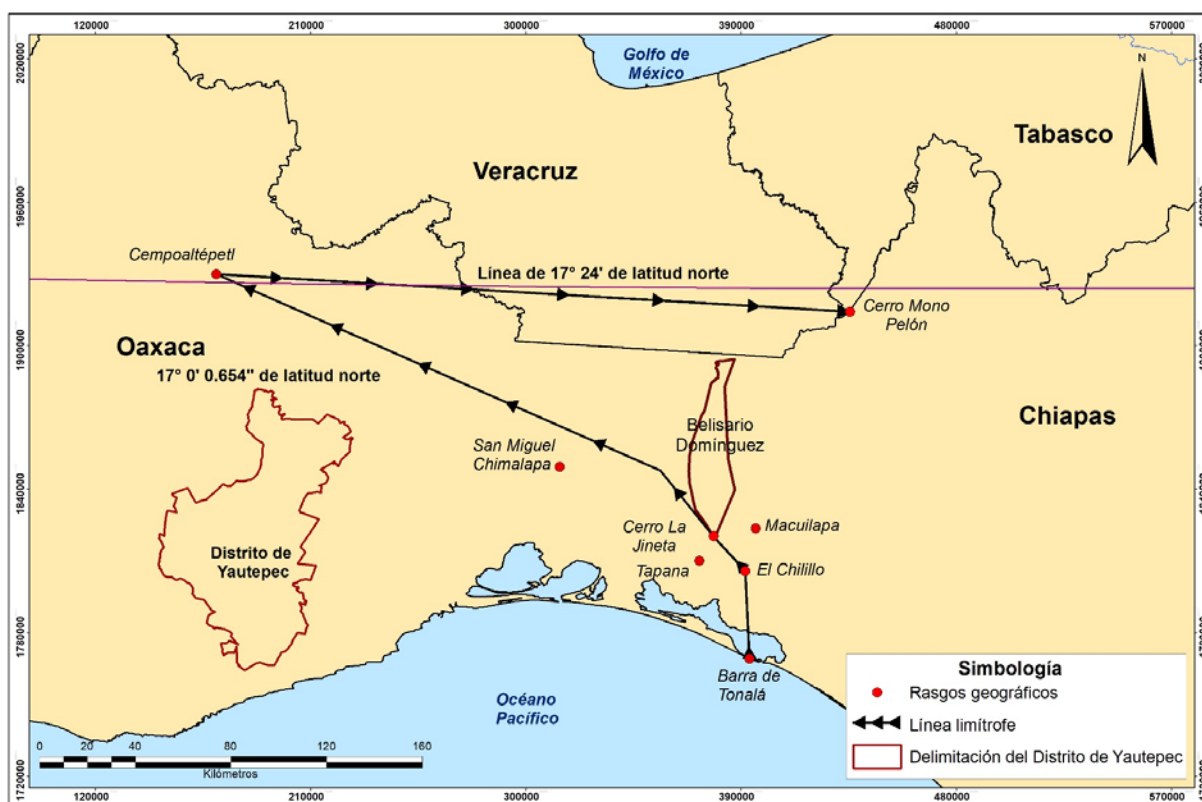 120000 210000 300000 390000 480000 570000
2020000
1960000
1900000
1840000
1780000
1720000
Golfo de
México
N
Tabasco
Veracruz
Cempoaltépetl
Línea de 17° 24' de latitud norte
Cerro Mono
Pelón
Oaxaca
17° 0' 0.654" de latitud norte
Chiapas
Belisario
Domínguez
San Miguel
Chimalapa
Cerro La
Jineta
Macuilapa
Tapana
El Chilillo
Distrito de
Yautepec
Barra de
Tonalá
Océano
Pacífico
Simbología
Rasgos geográficos
Línea limítrofe
Delimitación del Distrito de Yautepec
0 20 40 80 120 160
Kilómetros
120000 210000 300000 390000 480000 570000